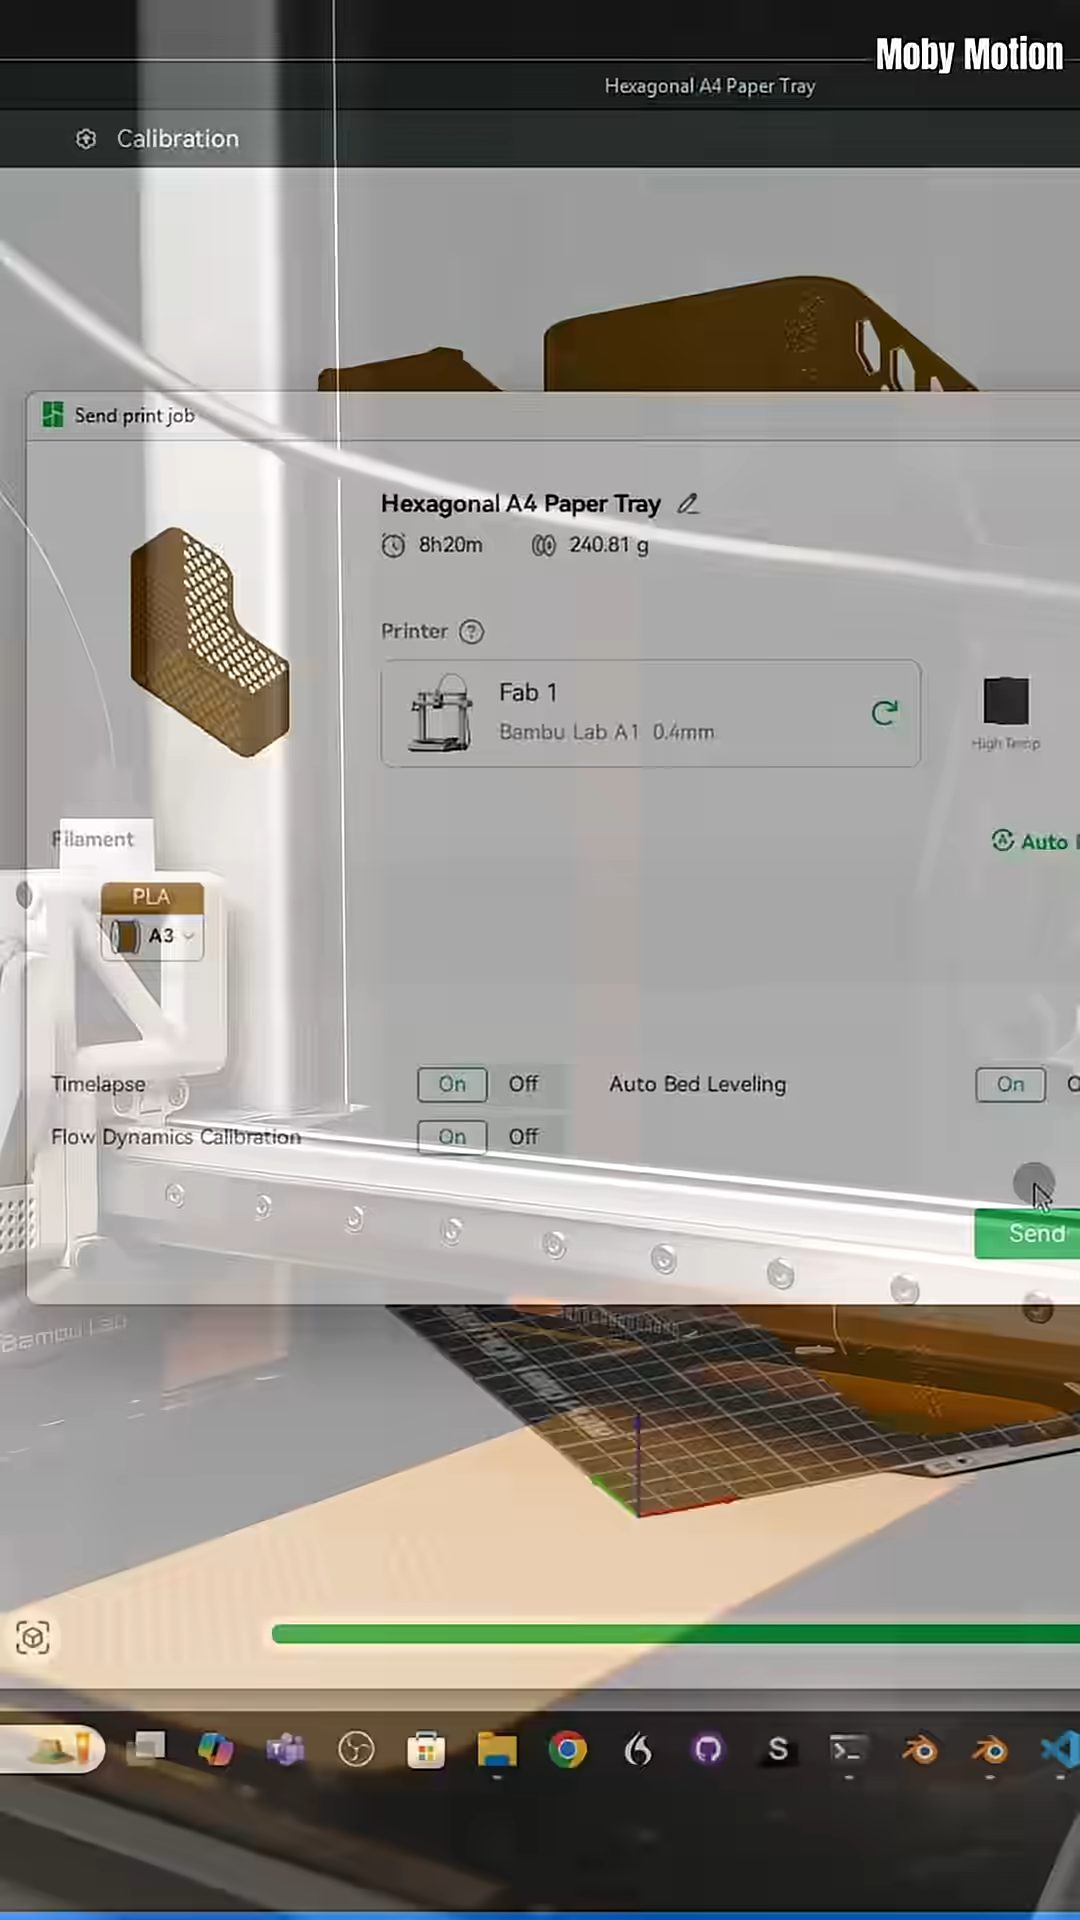 Moby Motion
Hexagonal A4 Paper Tray
Calibration
Send print job
Hexagonal A4 Paper Tray
8h20m 240.81 g
Printer
Fab 1
Bambu Lab A1 0.4mm
High Temp
Filament
Auto
PLA
A3
Timelapse On Off Auto Bed Leveling On
Flow Dynamics Calibration On Off
Send
Bambu Lab